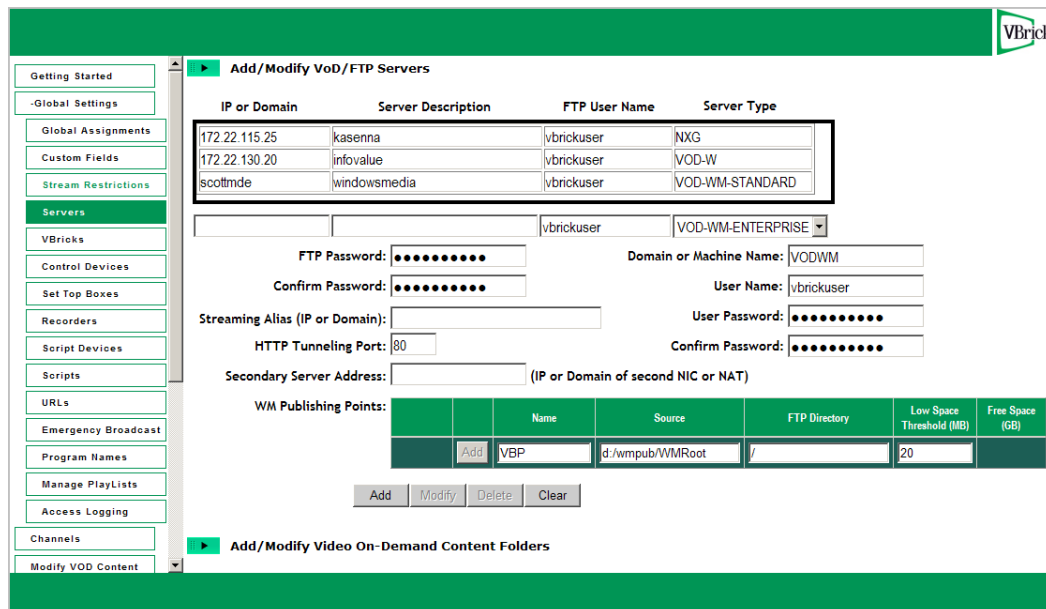 VBrick
Getting Started
-Global Settings
Global Assignments
Custom Fields
Stream Restrictions
Servers
VBricks
Control Devices
Set Top Boxes
Recorders
Script Devices
Scripts
URLs
Emergency Broadcast
Program Names
Manage PlayLists
Access Logging
Channels
Modify VOD Content
Add/Modify VoD/FTP Servers
IP or Domain Server Description FTP User Name Server Type
172.22.115.25 kasenna vbrickuser NXG
172.22.130.20 infovalue vbrickuser VOD-W
scottmde windowsmedia vbrickuser VOD-WM-STANDARD
vbrickuser VOD-WM-ENTERPRISE
FTP Password: ●●●●●●●●●● Domain or Machine Name: VODWM
Confirm Password: ●●●●●●●●●● User Name: vbrickuser
Streaming Alias (IP or Domain): User Password: ●●●●●●●●●●
HTTP Tunneling Port: 80 Confirm Password: ●●●●●●●●●●
Secondary Server Address: (IP or Domain of second NIC or NAT)
WM Publishing Points:
Name Source FTP Directory Low Space Threshold (MB) Free Space (GB)
Add VBP d:/wmpub/WMRoot / 20
Add Modify Delete Clear
Add/Modify Video On-Demand Content Folders